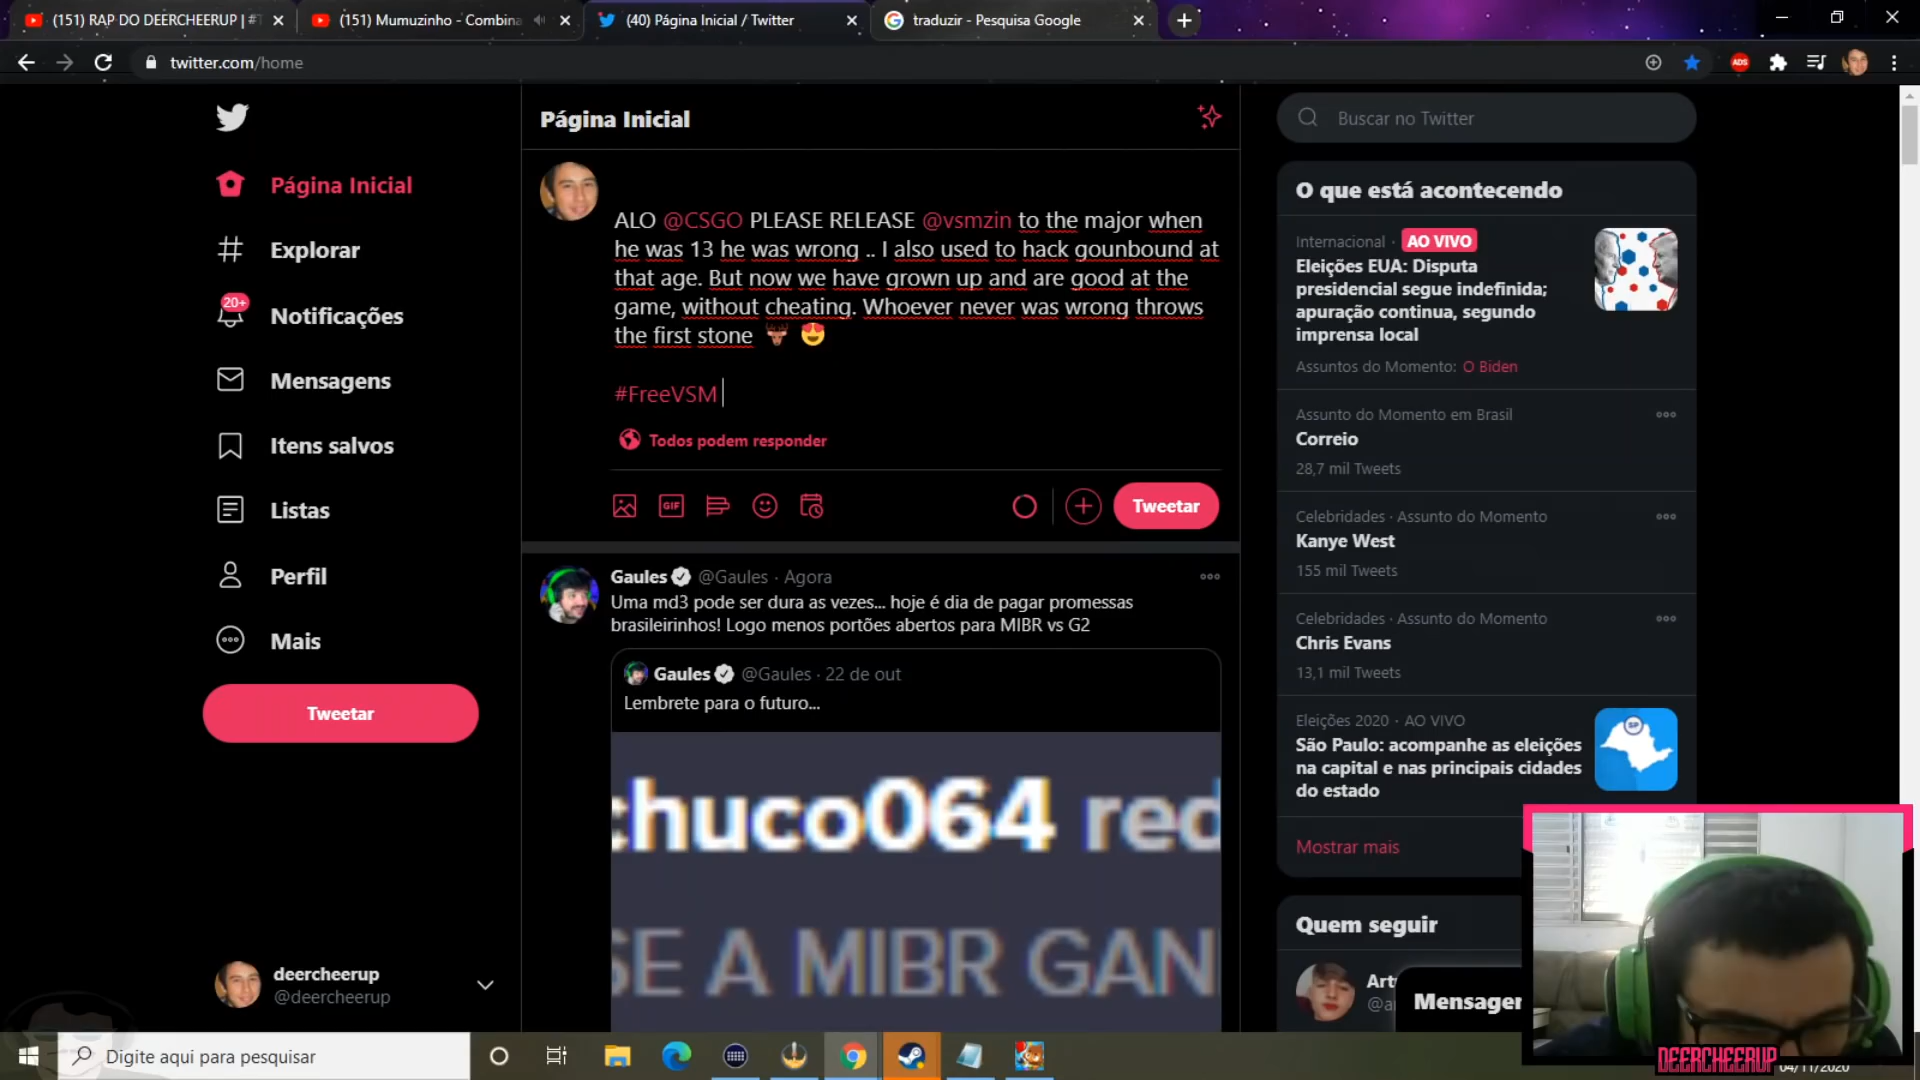 (151) RAP DO DEERCHEERUP | #T
(151) Mumuzinho - Combina
(40) Página Inicial / Twitter
traduzir - Pesquisa Google
twitter.com/home
ADS
Página Inicial
Explorar
20+
Notificações
Mensagens
Itens salvos
Listas
Perfil
Mais
Tweetar
deercheerup
@deercheerup
Página Inicial
ALO @CSGO PLEASE RELEASE @vsmzin to the major when
he was 13 he was wrong .. I also used to hack gounbound at
that age. But now we have grown up and are good at the
game, without cheating. Whoever never was wrong throws
the first stone
#FreeVSM
Todos podem responder
GIF
Tweetar
Gaules @Gaules · Agora
Uma md3 pode ser dura as vezes... hoje é dia de pagar promessas
brasileirinhos! Logo menos portões abertos para MIBR vs G2
Gaules @Gaules · 22 de out
Lembrete para o futuro...
chuco064 red
SE A MIBR GAN
Buscar no Twitter
O que está acontecendo
Internacional · AO VIVO
Eleições EUA: Disputa
presidencial segue indefinida;
apuração continua, segundo
imprensa local
Assuntos do Momento: O Biden
Assunto do Momento em Brasil
Correio
28,7 mil Tweets
Celebridades · Assunto do Momento
Kanye West
155 mil Tweets
Celebridades · Assunto do Momento
Chris Evans
13,1 mil Tweets
Eleições 2020 · AO VIVO
São Paulo: acompanhe as eleições
na capital e nas principais cidades
do estado
SP
Mostrar mais
Quem seguir
Art
@a
Mensagen
DEERCHEERUP
Digite aqui para pesquisar
04/11/2020